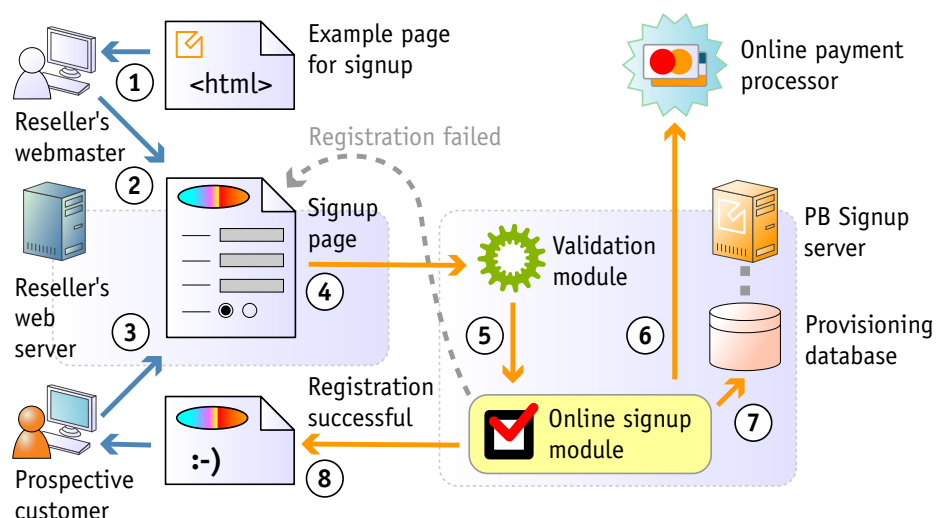 Example page
for signup
<html>
1
Reseller's
webmaster
Online payment
processor
Registration failed
2
Signup
page
PB Signup
server
Validation
module
Reseller's
web
server
3
4
5
6
Provisioning
database
Registration
successful
Online signup
module
7
:-)
8
Prospective
customer